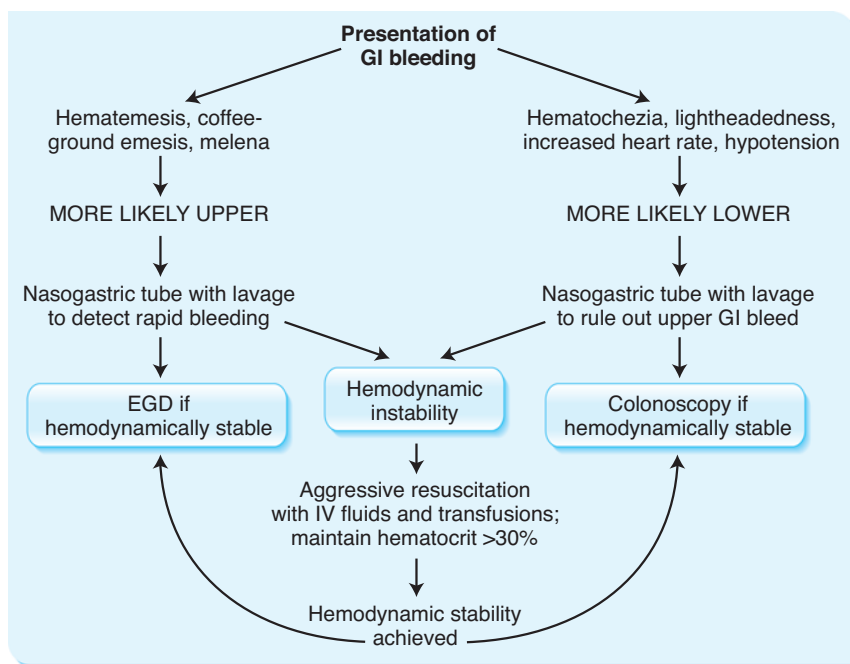 Presentation of
GI bleeding
Hematemesis, coffee-
ground emesis, melena
Hematochezia, lightheadedness,
increased heart rate, hypotension
MORE LIKELY UPPER
MORE LIKELY LOWER
Nasogastric tube with lavage
to detect rapid bleeding
Nasogastric tube with lavage
to rule out upper GI bleed
EGD if
hemodynamically stable
Hemodynamic
instability
Colonoscopy if
hemodynamically stable
Aggressive resuscitation
with IV fluids and transfusions;
maintain hematocrit >30%
Hemodynamic stability
achieved